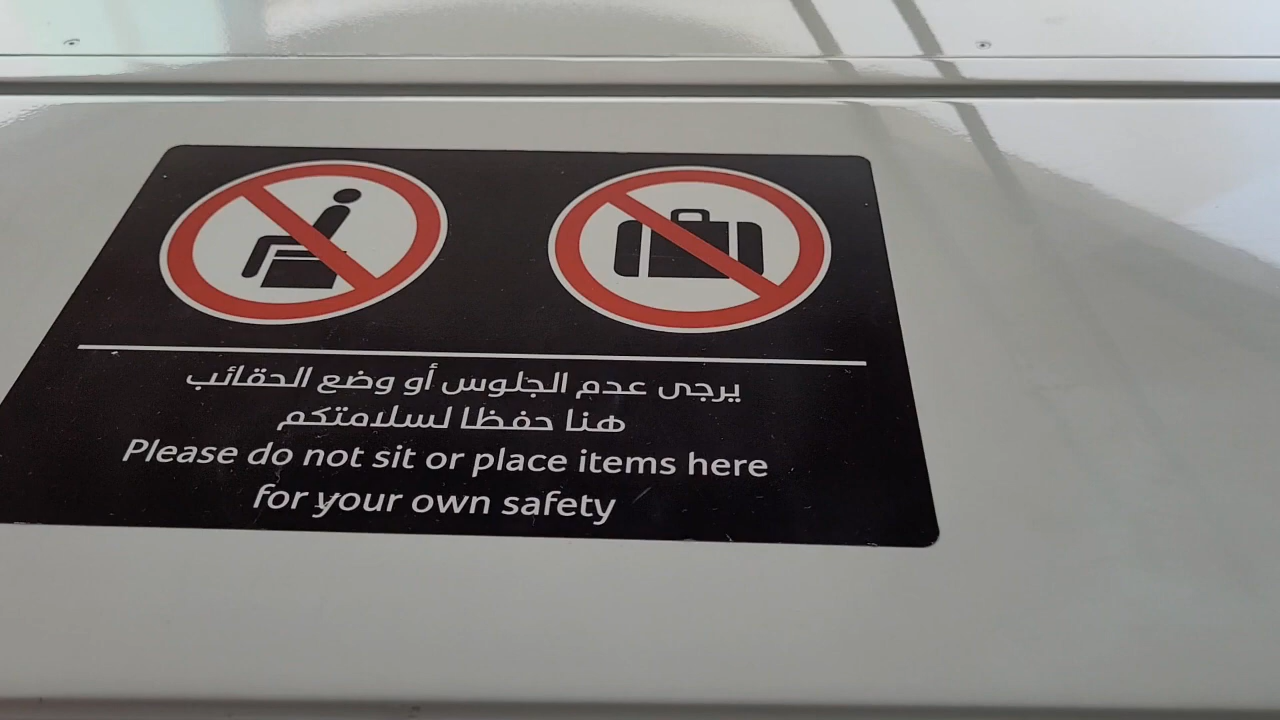 يرجى عدم الجلوس أو وضع الحقائب
هنا حفظا لسلامتكم
Please do not sit or place items here
for your own safety